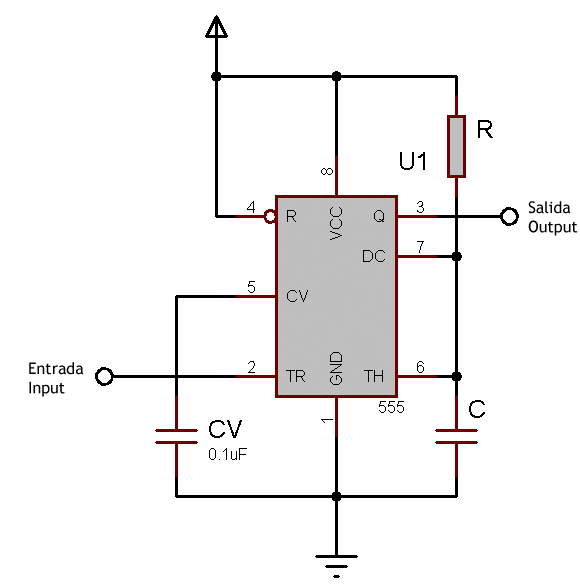 R
U1
8
4
R
VCC
Q
3
Salida
Output
DC
7
5
CV
Entrada
Input
2
TR
GND
TH
6
1
555
C
CV
0.1uF